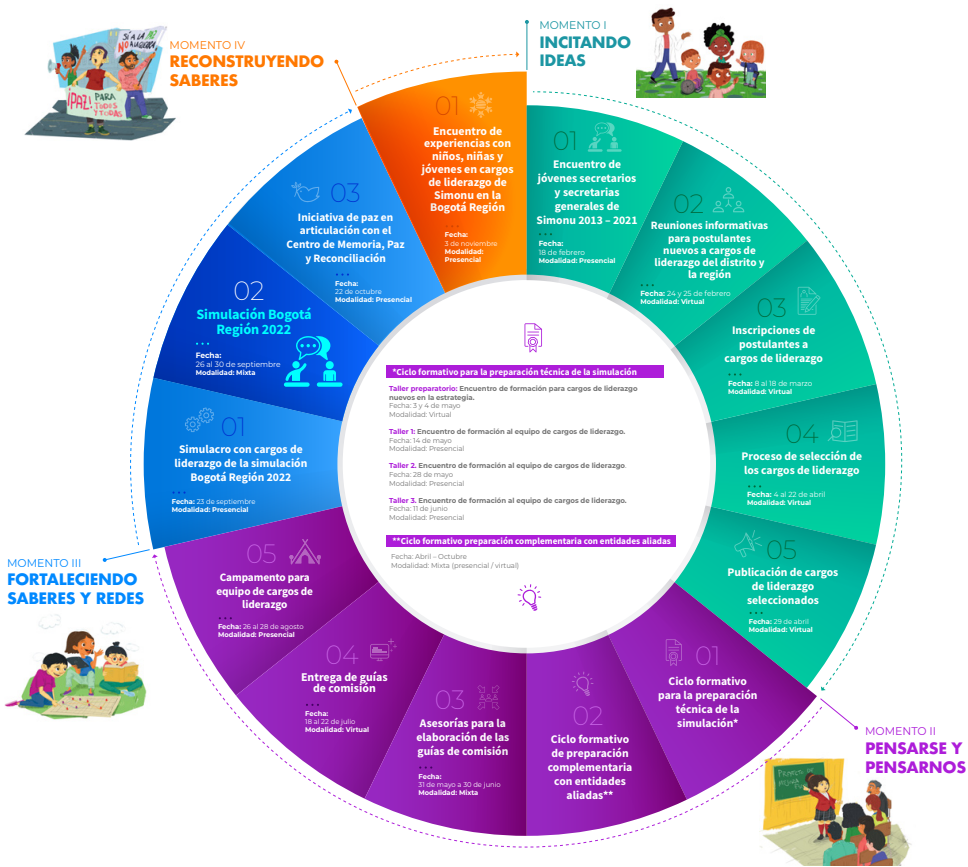 MOMENTO I
INCITANDO
IDEAS
01
Encuentro de
jóvenes secretarios
y secretarias
generales de
Simonu 2013 – 2021
Fecha:
18 de febrero
Modalidad: Presencial
02
Reuniones informativas
para postulantes
nuevos a cargos de
liderazgo del distrito y
la región
Fecha: 24 y 25 de febrero
Modalidad: Virtual
03
Inscripciones de
postulantes a
cargos de liderazgo
Fecha: 8 al 18 de marzo
Modalidad: Virtual
04
Proceso de selección de
los cargos de liderazgo
Fecha: 4 al 22 de abril
Modalidad: Virtual
05
Publicación de cargos
de liderazgo
seleccionados
Fecha: 29 de abril
Modalidad: Virtual
MOMENTO II
PENSARSE Y
PENSARNOS
01
Ciclo formativo
para la preparación
técnica de la
simulación*
02
Ciclo formativo
de preparación
complementaria
con entidades
aliadas**
03
Asesorías para la
elaboración de las
guías de comisión
Fecha:
31 de mayo a 30 de junio
Modalidad: Mixta
04
Entrega de guías
de comisión
Fecha:
18 al 22 de julio
Modalidad: Virtual
05
Campamento para
equipo de cargos de
liderazgo
Fecha: 26 al 28 de agosto
Modalidad: Presencial
MOMENTO III
FORTALECIENDO
SABERES Y REDES
01
Simulacro con cargos de
liderazgo de la simulación
Bogotá Región 2022
Fecha: 23 de septiembre
Modalidad: Presencial
02
Simulación Bogotá
Región 2022
Fecha:
26 al 30 de septiembre
Modalidad: Mixta
03
Iniciativa de paz en
articulación con el
Centro de Memoria, Paz
y Reconciliación
Fecha:
22 de octubre
Modalidad: Presencial
MOMENTO IV
RECONSTRUYENDO
SABERES
SÍ A LA
NO A LA
¡PAZ! PARA
TODOS
Y TODAS
01
Encuentro de
experiencias con
niños, niñas y
jóvenes en cargos
de liderazgo de
Simonu en la
Bogotá Región
Fecha:
3 de noviembre
Modalidad:
Presencial
*Ciclo formativo para la preparación técnica de la simulación
Taller preparatorio: Encuentro de formación para cargos de liderazgo
nuevos en la estrategia.
Fecha: 3 y 4 de mayo
Modalidad: Virtual
Taller 1: Encuentro de formación al equipo de cargos de liderazgo.
Fecha: 14 de mayo
Modalidad: Presencial
Taller 2. Encuentro de formación al equipo de cargos de liderazgo
Fecha: 28 de mayo
Modalidad: Presencial
Taller 3. Encuentro de formación al equipo de cargos de liderazgo.
Fecha: 11 de junio
Modalidad: Presencial
**Ciclo formativo preparación complementaria con entidades aliadas
Fecha: Abril – Octubre
Modalidad: Mixta (presencial / virtual)